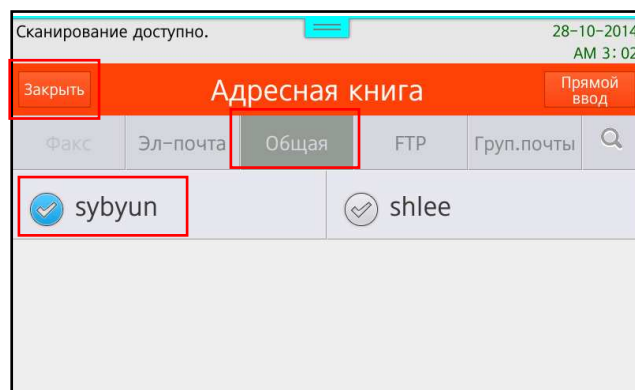 Сканирование доступно.
28-10-2014
AM 3:02
Закрыть
Адресная книга
Прямой
ввод
Факс
Эл-почта
Общая
FTP
Груп.почты
sybyun
shlee